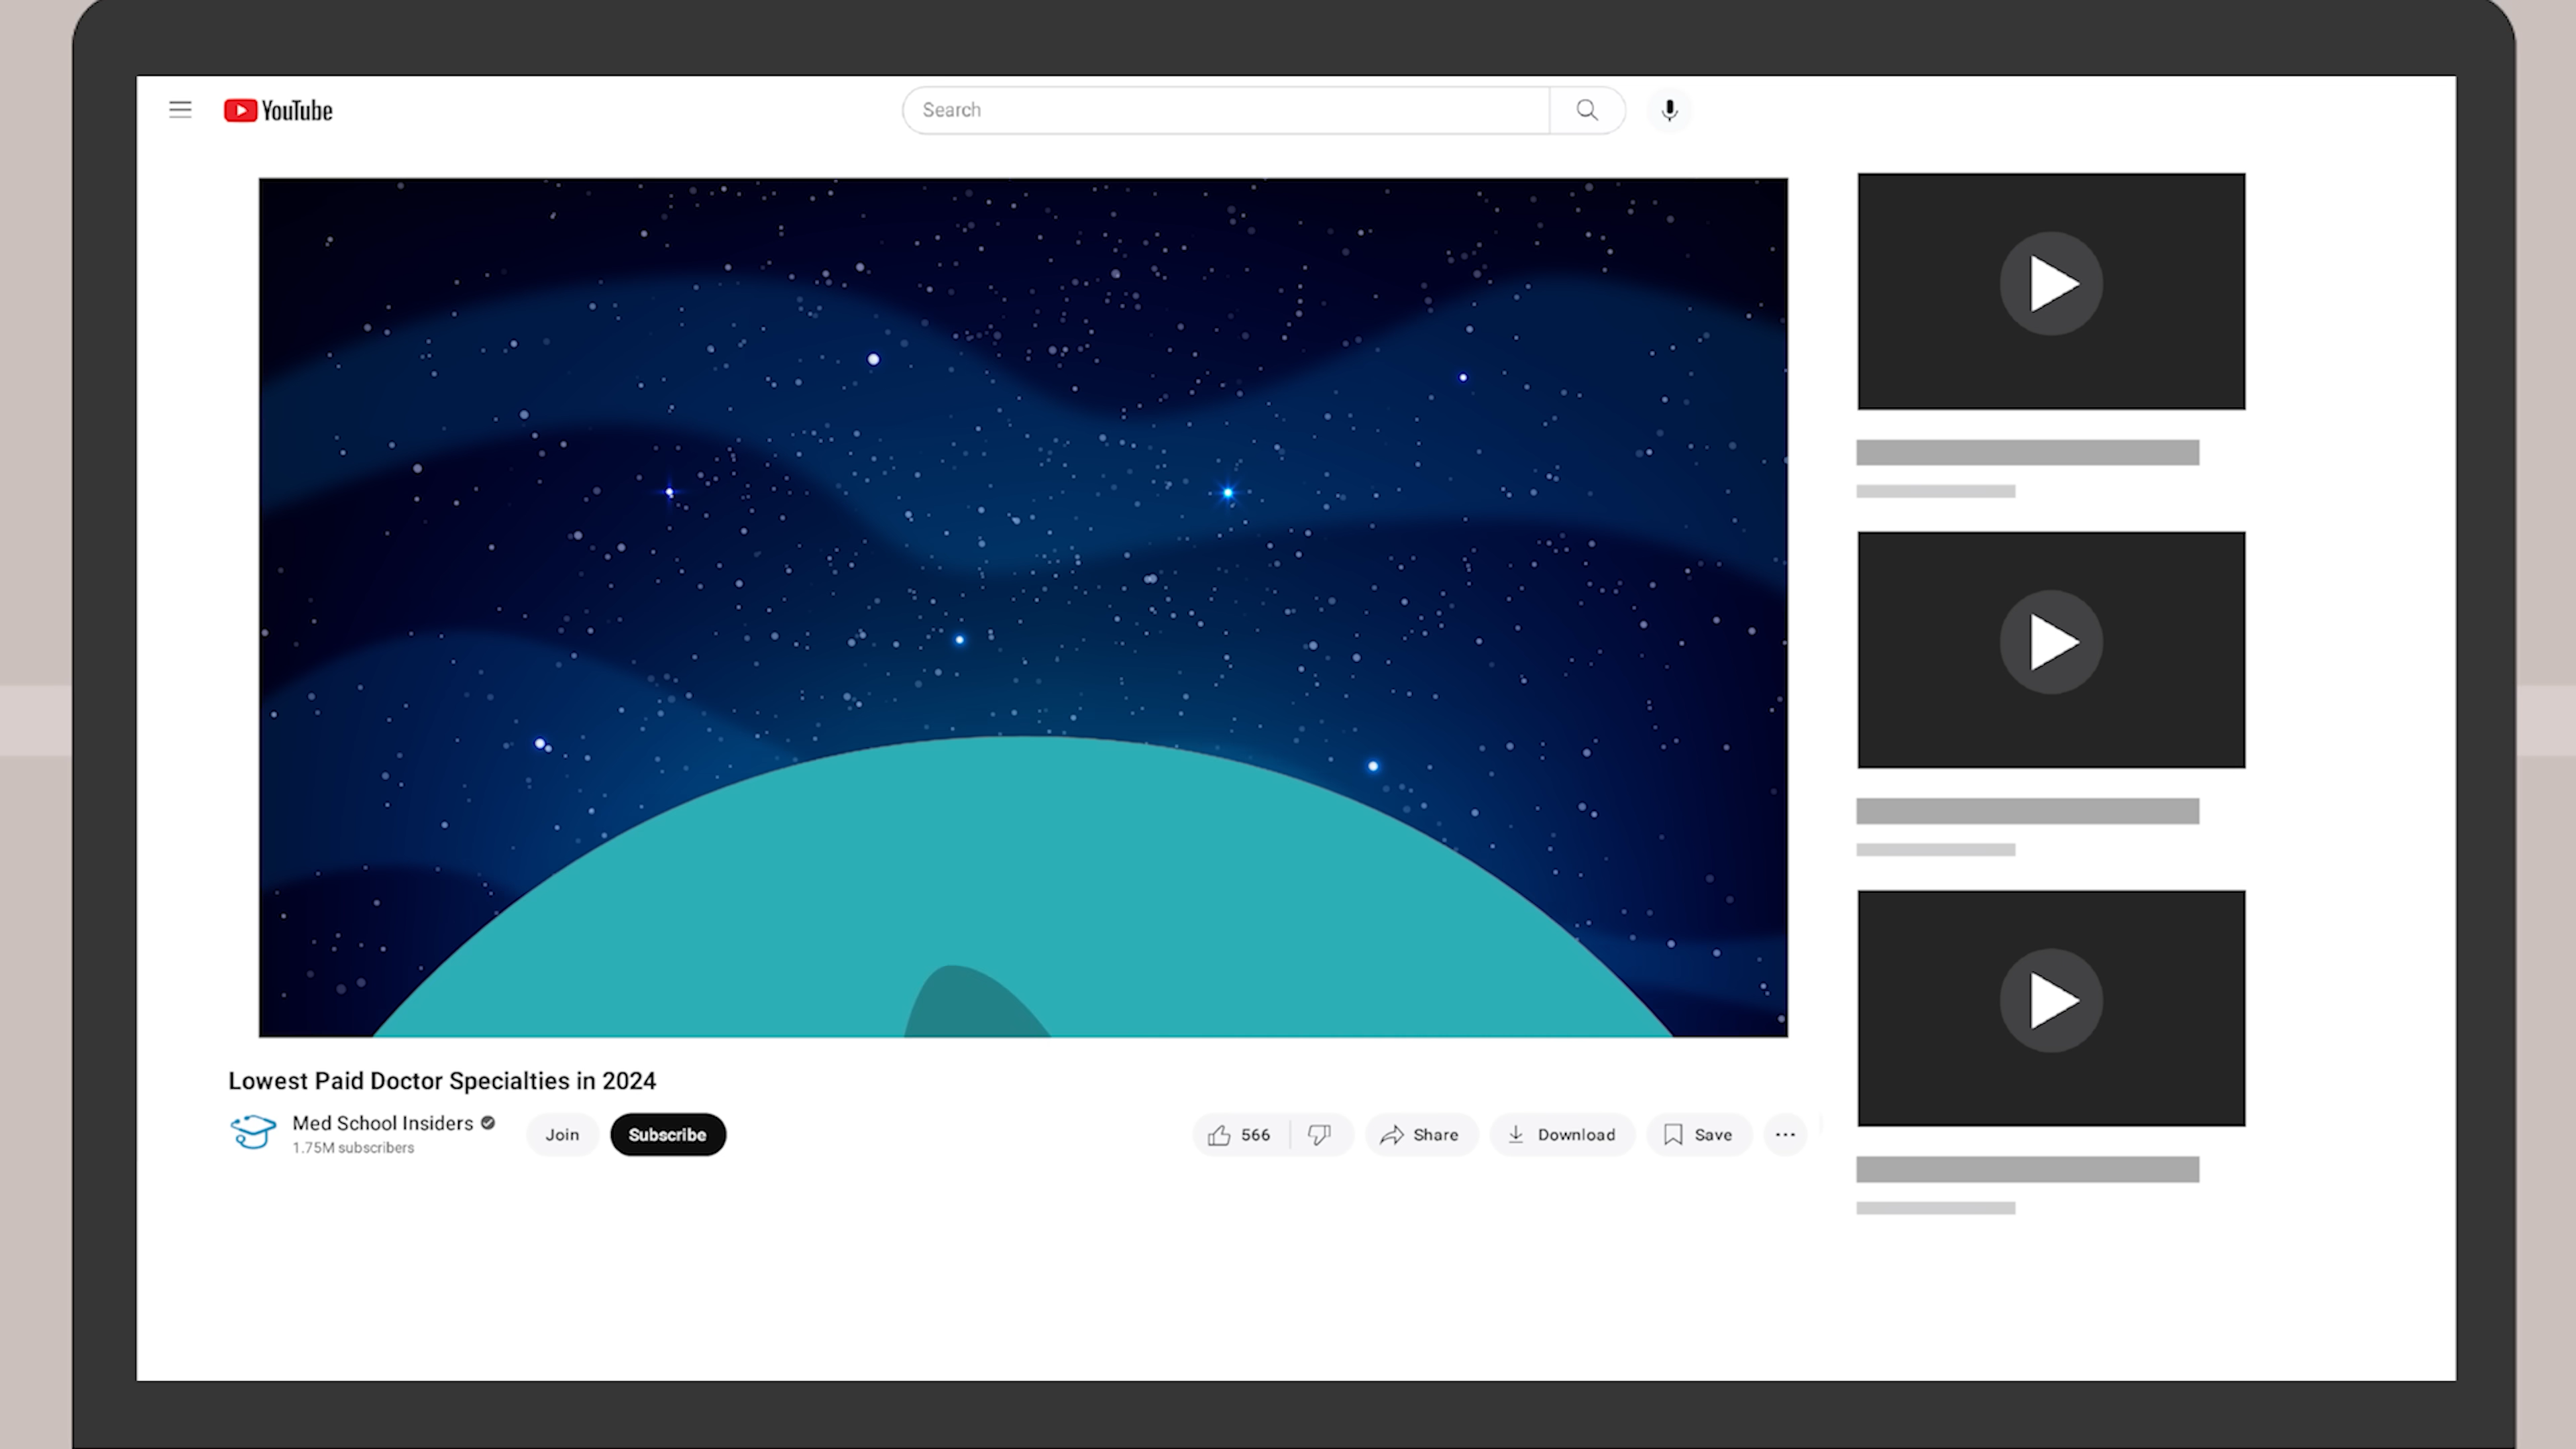 YouTube
Search
Lowest Paid Doctor Specialties in 2024
Med School Insiders
1.75M subscribers
Join
Subscribe
566
Share
Download
Save